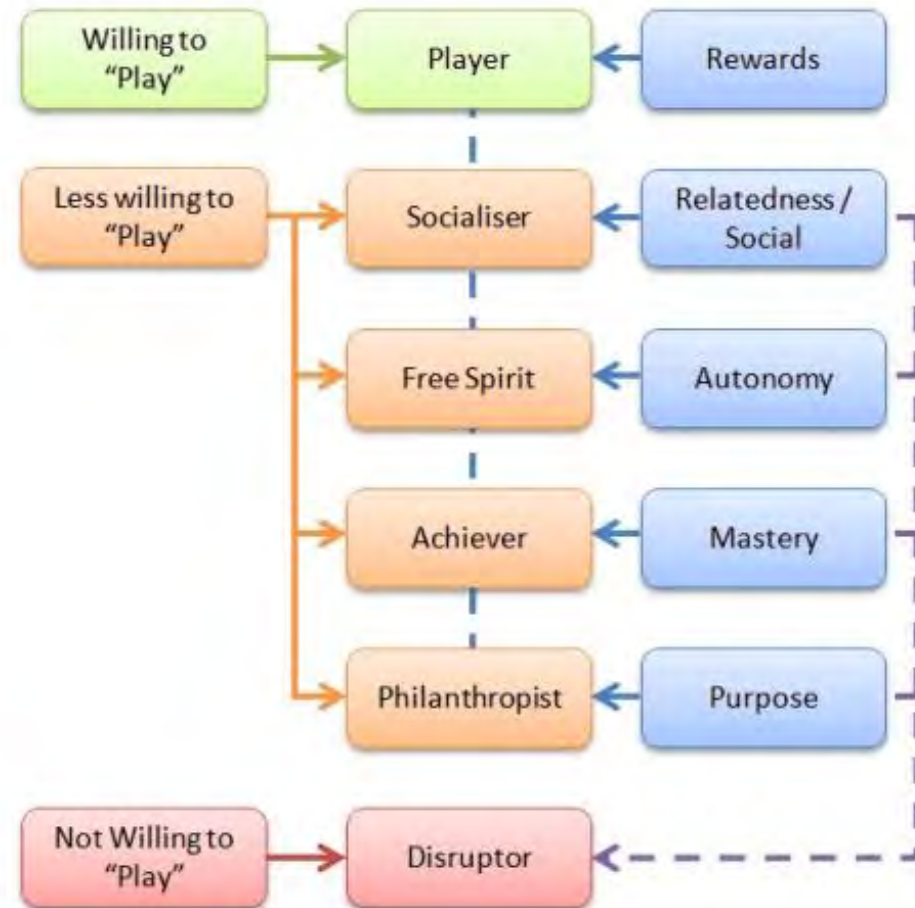 Willing to
“Play”
Player
Rewards
Less willing to
“Play”
Socialiser
Relatedness /
Social
Free Spirit
Autonomy
Achiever
Mastery
Philanthropist
Purpose
Not Willing to
“Play”
Disruptor